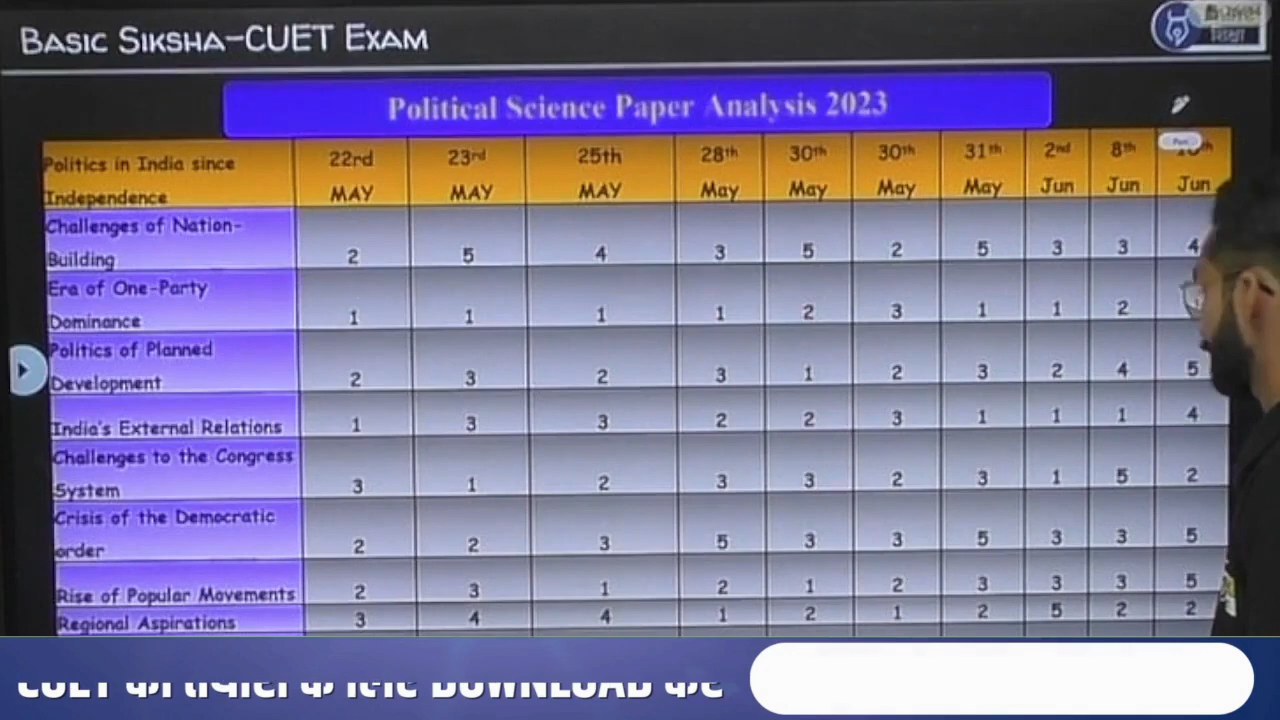 BASIC SIKSHA-CUET EXAM
Political Science Paper Analysis 2023
Politics in India since Independence 22rd MAY 23rd MAY 25th MAY 28th May 30th May 30th May 31th May 2nd Jun 8th Jun Jun
Pen
Challenges of Nation-Building 2 5 4 3 5 2 5 3 3 4
Era of One-Party Dominance 1 1 1 1 2 3 1 1 2
Politics of Planned Development 2 3 2 3 1 2 3 2 4 5
India's External Relations 1 3 3 2 2 3 1 1 1 4
Challenges to the Congress System 3 1 2 3 3 2 3 1 5 2
Crisis of the Democratic order 2 2 3 5 3 3 5 3 3 5
Rise of Popular Movements 2 3 1 2 1 2 3 3 3 5
Regional Aspirations 3 4 4 1 2 1 2 5 2 2
CUET DOWNLOAD